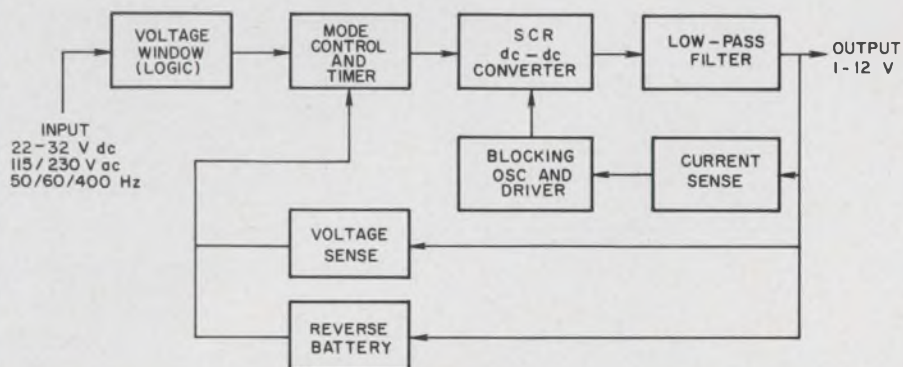 VOLTAGE
WINDOW
(LOGIC)
MODE
CONTROL
AND
TIMER
SCR
dc-dc
CONVERTER
LOW-PASS
FILTER
OUTPUT
1-12 V
INPUT
22-32 V dc
115/230 V ac
50/60/400 Hz
BLOCKING
OSC AND
DRIVER
CURRENT
SENSE
VOLTAGE
SENSE
REVERSE
BATTERY